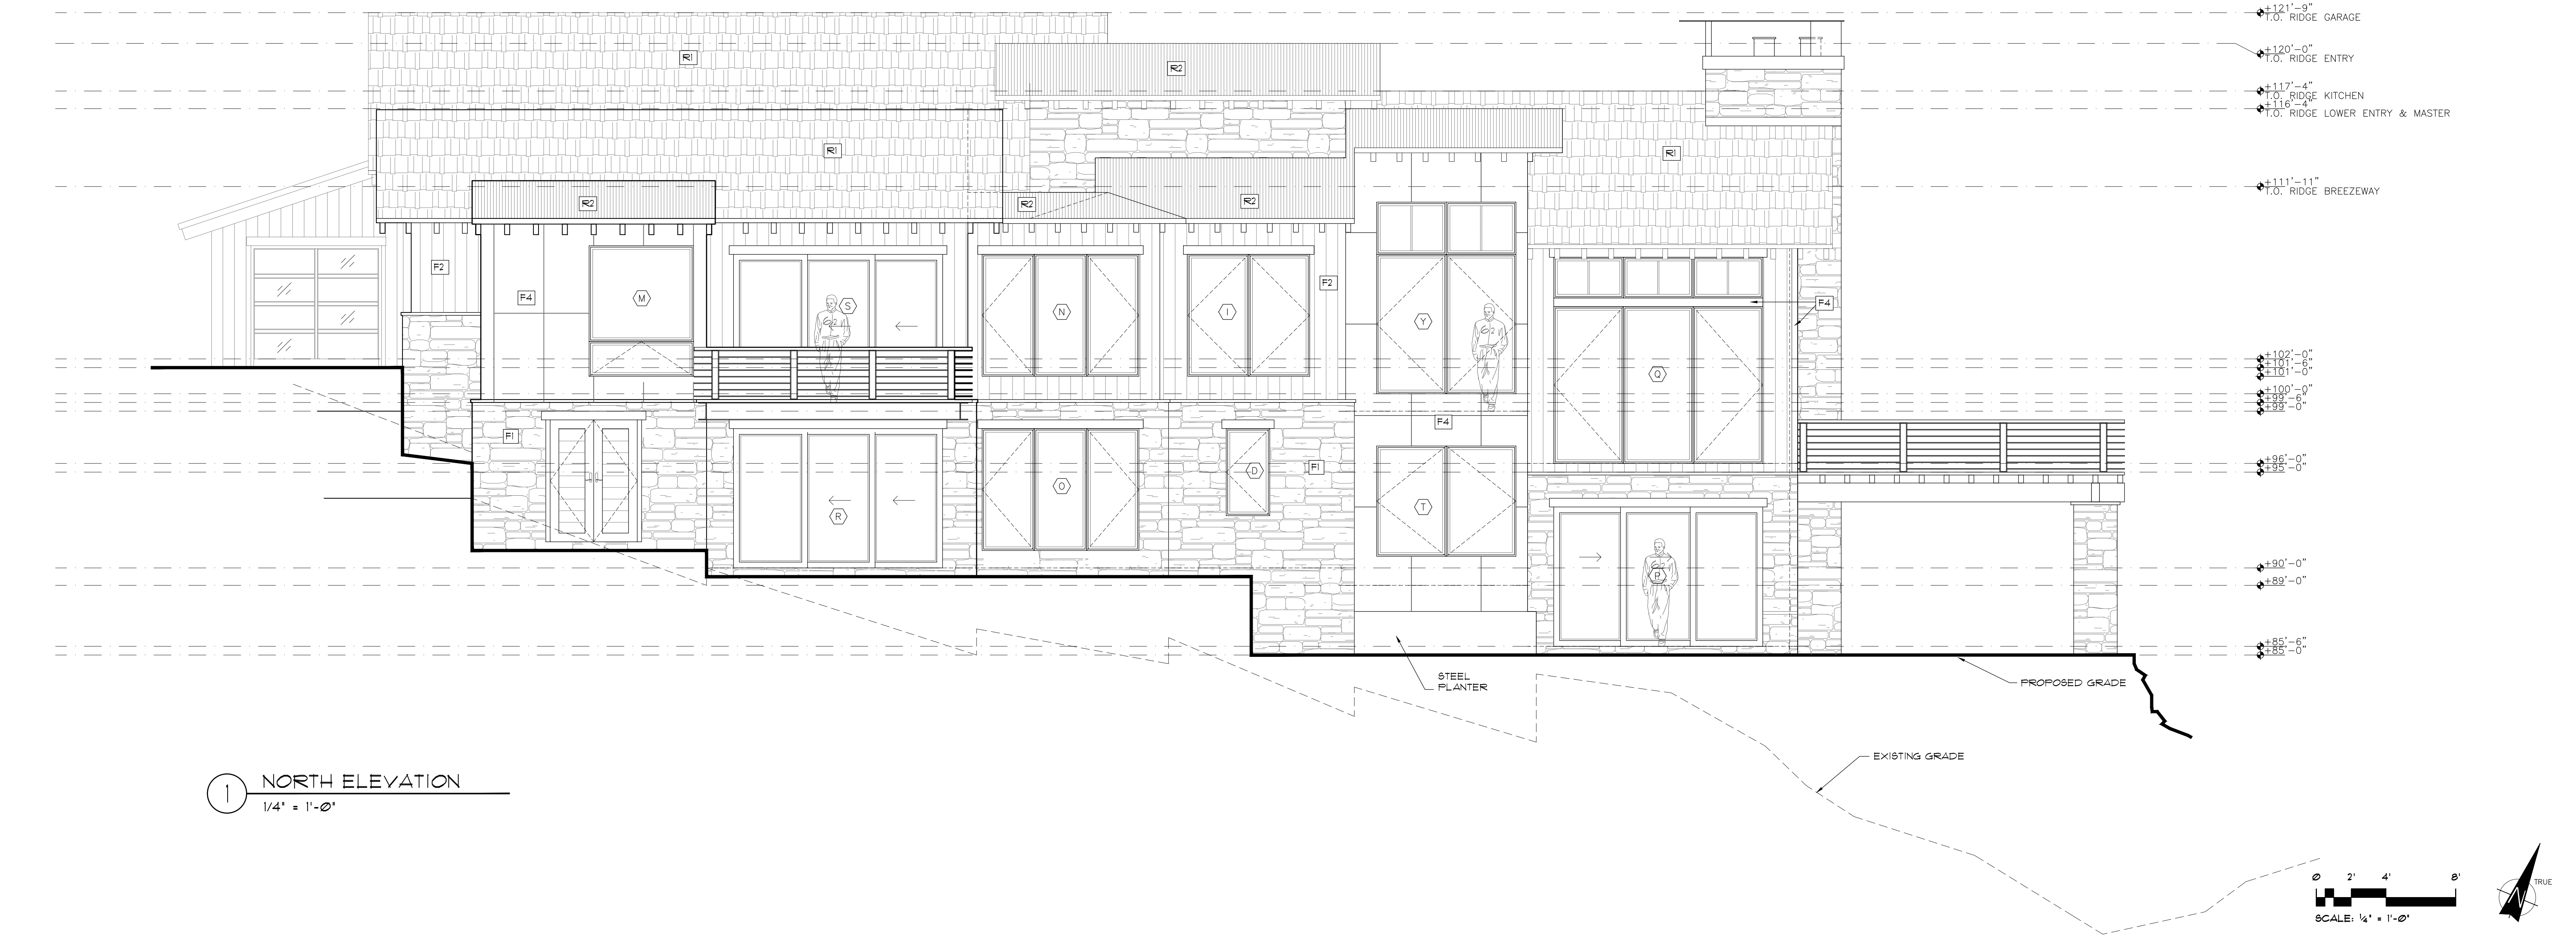 +121'-9"
T.O. RIDGE GARAGE
+120'-0"
T.O. RIDGE ENTRY
+117'-4"
T.O. RIDGE KITCHEN
+116'-4"
T.O. RIDGE LOWER ENTRY & MASTER
+111'-11"
T.O. RIDGE BREEZEWAY
+102'-0"
+101'-6"
+101'-0"
+100'-0"
+99'-6"
+99'-0"
+96'-0"
+95'-0"
+90'-0"
+89'-0"
+85'-6"
+85'-0"
R1
R2
R1
R1
R2
R2
R2
F2
F4
M
S
N
I
F2
Y
F4
Q
F1
R
O
D
F1
F4
T
P
62
62
STEEL
PLANTER
PROPOSED GRADE
EXISTING GRADE
1
NORTH ELEVATION
1/4" = 1'-0"
0 2' 4' 8'
SCALE: 1/4" = 1'-0"
N
TRUE